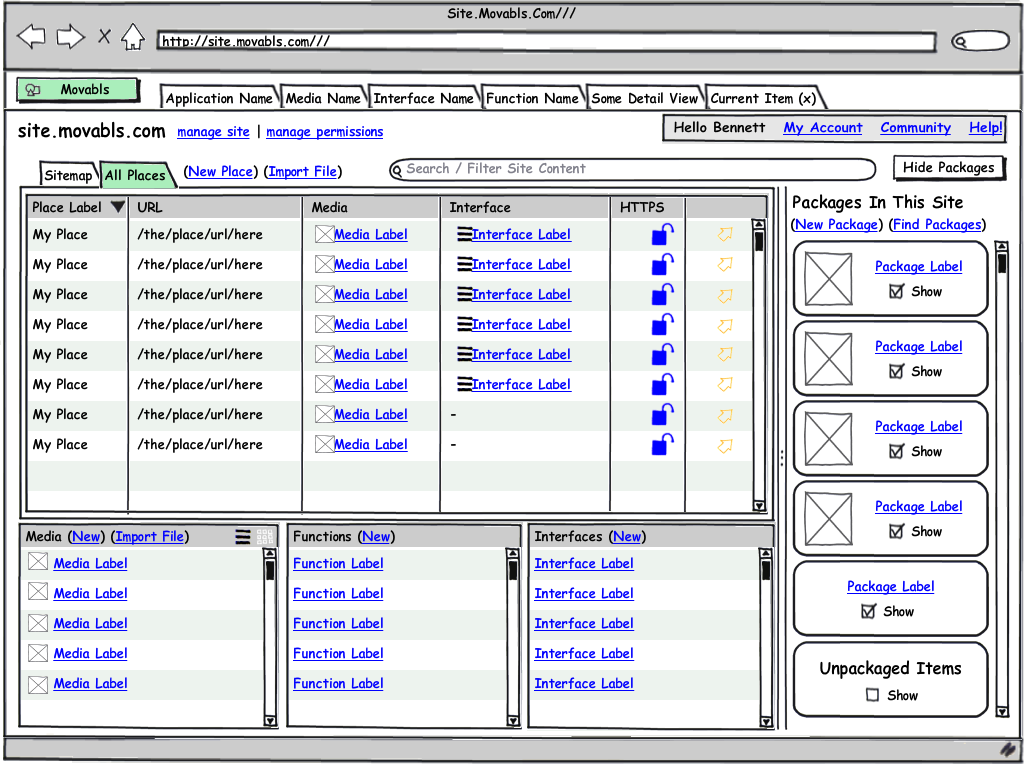 Site.Movabls.Com///
http://site.movabls.com///
Movabls
Application Name Media Name Interface Name Function Name Some Detail View Current Item (x)
site.movabls.com manage site | manage permissions
Hello Bennett My Account Community Help!
Sitemap All Places (New Place) (Import File)
Search / Filter Site Content
Hide Packages
Place Label URL Media Interface HTTPS
My Place /the/place/url/here Media Label Interface Label
My Place /the/place/url/here Media Label Interface Label
My Place /the/place/url/here Media Label Interface Label
My Place /the/place/url/here Media Label Interface Label
My Place /the/place/url/here Media Label Interface Label
My Place /the/place/url/here Media Label Interface Label
My Place /the/place/url/here Media Label -
My Place /the/place/url/here Media Label -
Packages In This Site
(New Package) (Find Packages)
Package Label
Show
Package Label
Show
Package Label
Show
Package Label
Show
Package Label
Show
Unpackaged Items
Show
Media (New) (Import File)
Media Label
Media Label
Media Label
Media Label
Media Label
Functions (New)
Function Label
Function Label
Function Label
Function Label
Function Label
Interfaces (New)
Interface Label
Interface Label
Interface Label
Interface Label
Interface Label